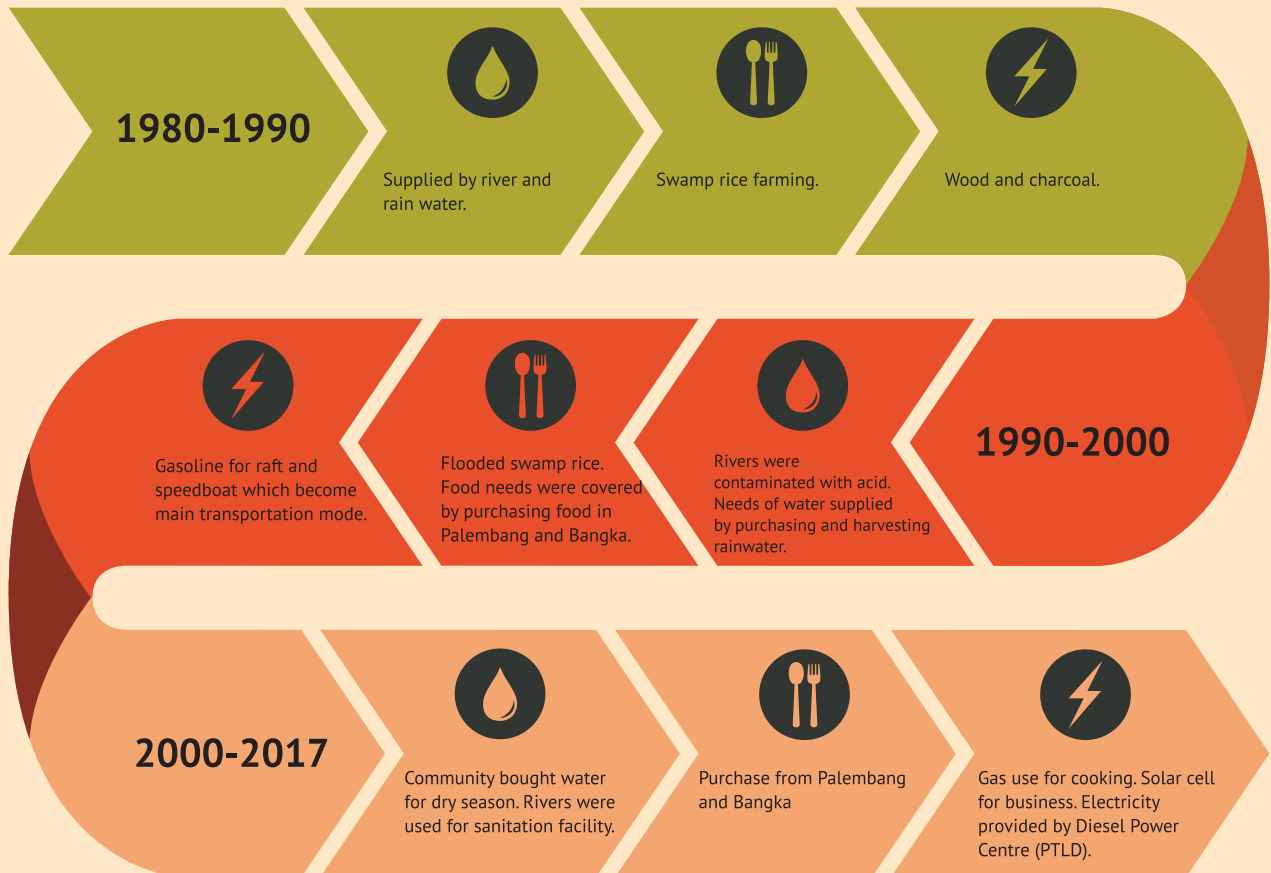 1980-1990
Supplied by river and
rain water.
Swamp rice farming.
Wood and charcoal.
1990-2000
Rivers were
contaminated with acid.
Needs of water supplied
by purchasing and harvesting
rainwater.
Flooded swamp rice.
Food needs were covered
by purchasing food in
Palembang and Bangka.
Gasoline for raft and
speedboat which become
main transportation mode.
2000-2017
Community bought water
for dry season. Rivers were
used for sanitation facility.
Purchase from Palembang
and Bangka
Gas use for cooking. Solar cell
for business. Electricity
provided by Diesel Power
Centre (PTLD).